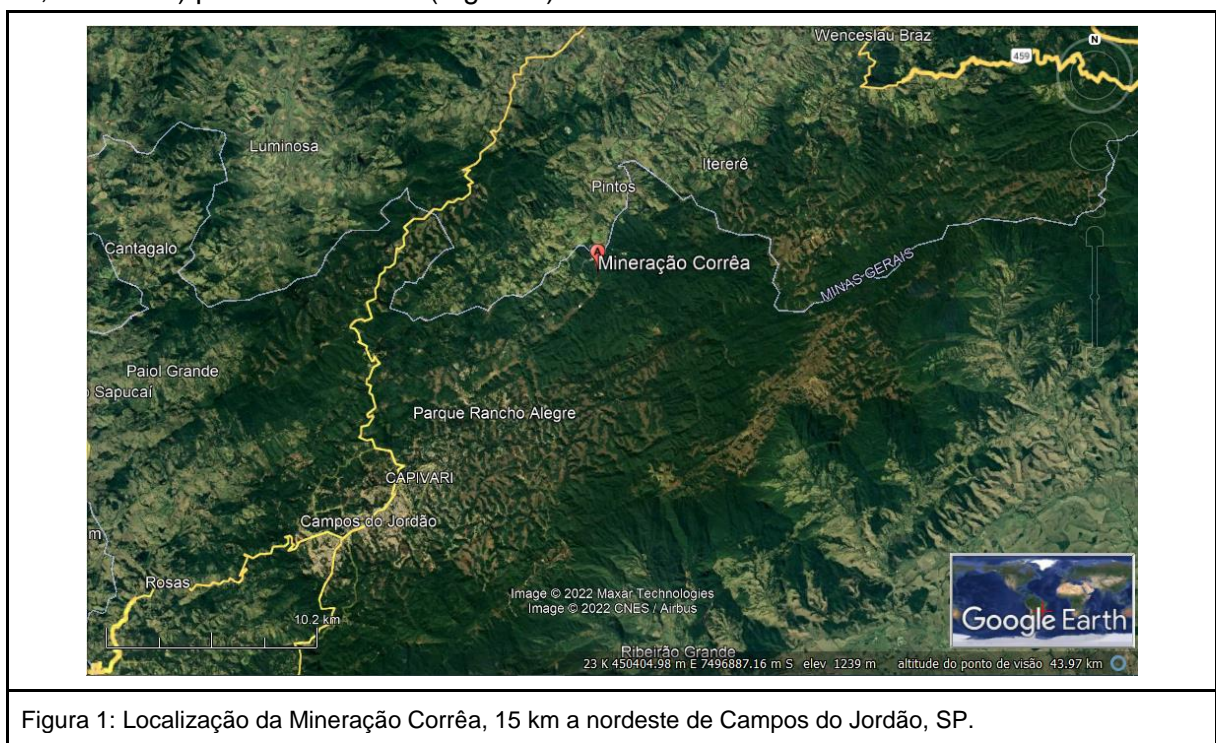 Wenceslau Braz
N
459
Luminosa
Itererê
Pintos
Cantagalo
Mineração Corrêa
MINAS GERAIS
Paiol Grande
Sapucaí
Parque Rancho Alegre
CAPIVARI
Campos do Jordão
m
Rosas
Image © 2022 Maxar Technologies
Image © 2022 CNES / Airbus
10.2 km
Google Earth
Ribeirão Grande
23 K 450404.98 m E 7496887.16 m S elev 1239 m altitude do ponto de visão 43.97 km
Figura 1: Localização da Mineração Corrêa, 15 km a nordeste de Campos do Jordão, SP.